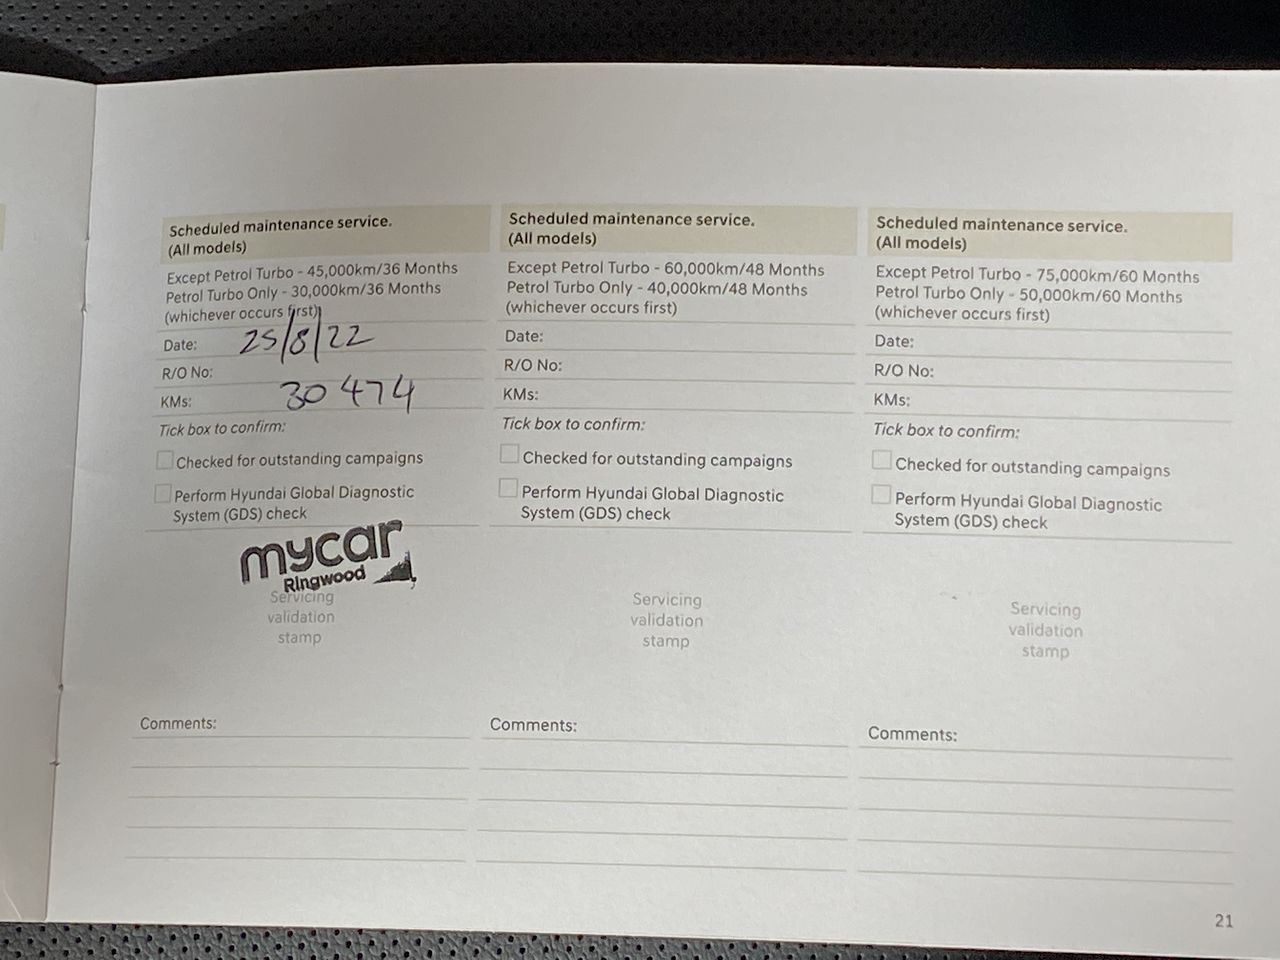 Scheduled maintenance service.
(All models)
Except Petrol Turbo - 45,000km/36 Months
Petrol Turbo Only - 30,000km/36 Months
(whichever occurs first)
Date: 25/8/22
R/O No:
KMs: 30 474
Tick box to confirm:
Checked for outstanding campaigns
Perform Hyundai Global Diagnostic
System (GDS) check
mycar
Ringwood
Servicing
validation
stamp
Comments:
Scheduled maintenance service.
(All models)
Except Petrol Turbo - 60,000km/48 Months
Petrol Turbo Only - 40,000km/48 Months
(whichever occurs first)
Date:
R/O No:
KMs:
Tick box to confirm:
Checked for outstanding campaigns
Perform Hyundai Global Diagnostic
System (GDS) check
Servicing
validation
stamp
Comments:
Scheduled maintenance service.
(All models)
Except Petrol Turbo - 75,000km/60 Months
Petrol Turbo Only - 50,000km/60 Months
(whichever occurs first)
Date:
R/O No:
KMs:
Tick box to confirm:
Checked for outstanding campaigns
Perform Hyundai Global Diagnostic
System (GDS) check
Servicing
validation
stamp
Comments:
21